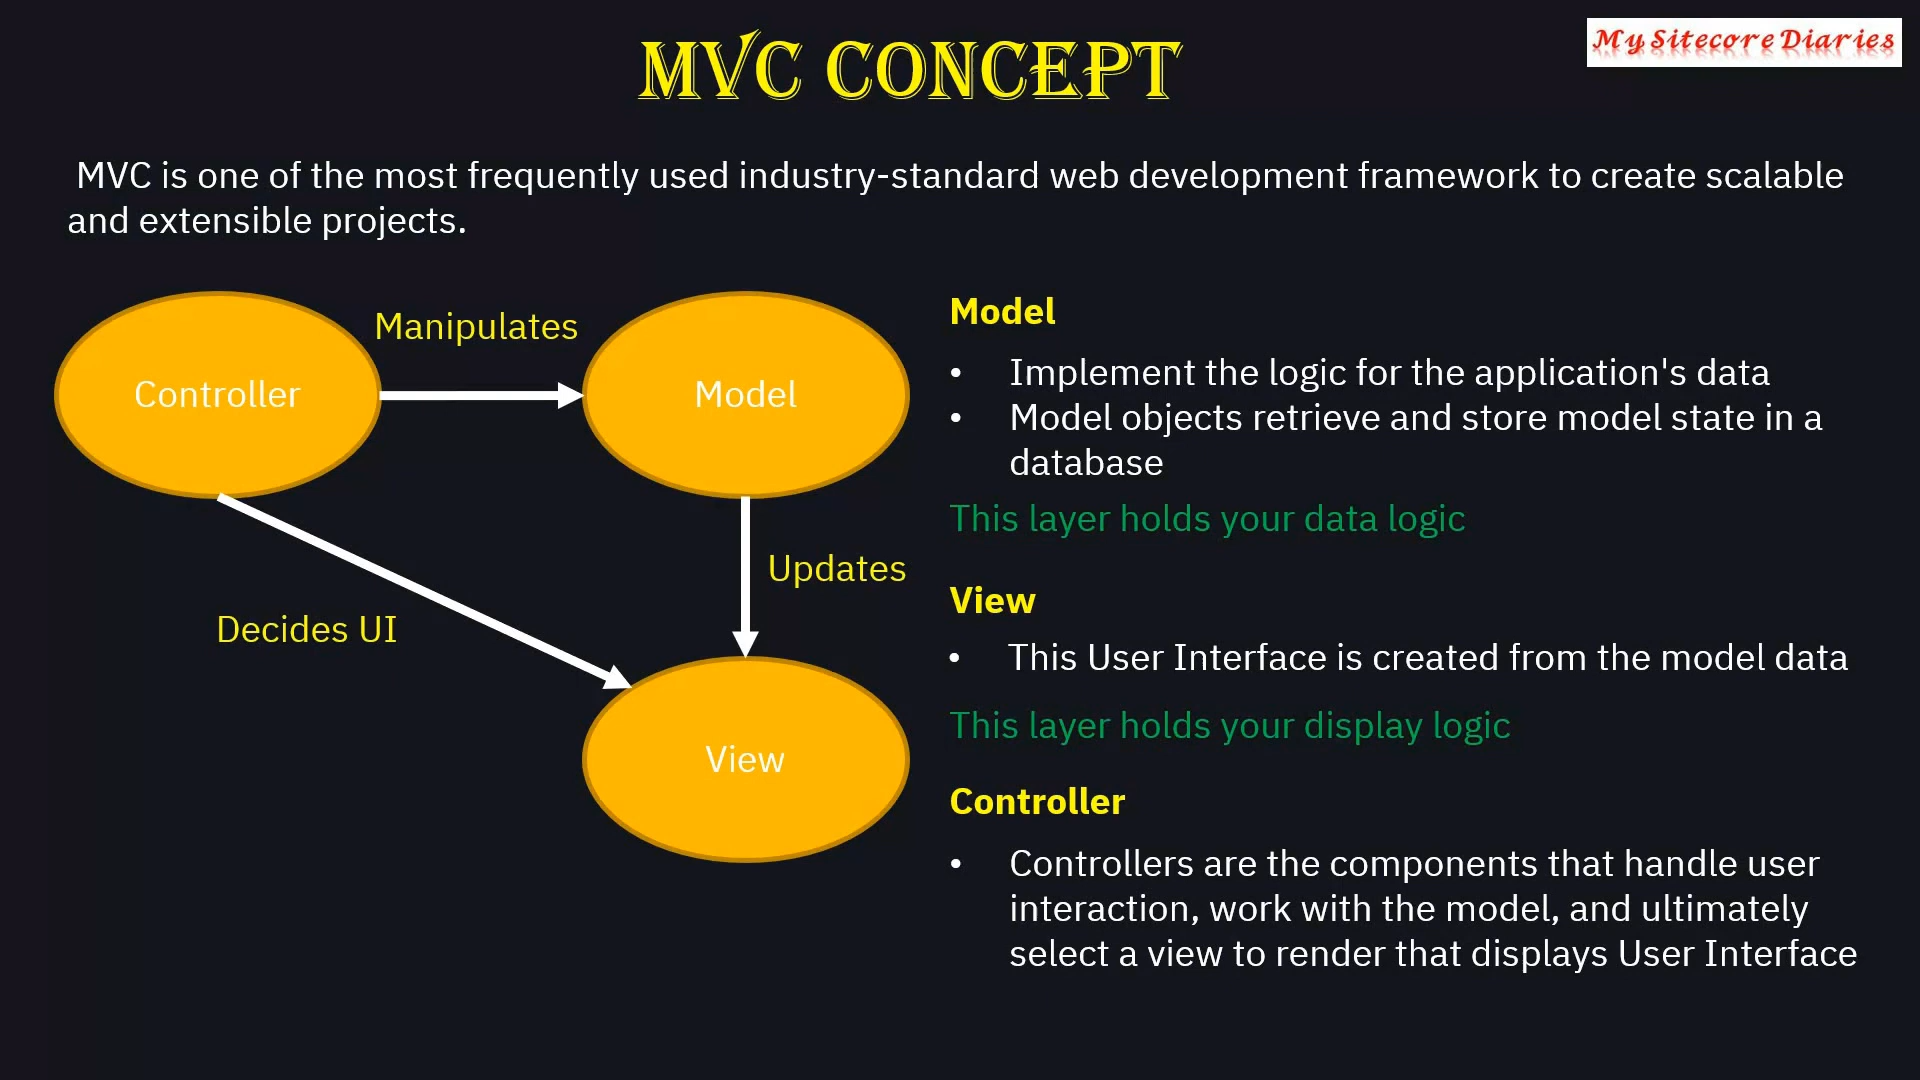 MVC CONCEPT
My Sitecore Diaries
MVC is one of the most frequently used industry-standard web development framework to create scalable
and extensible projects.
Controller
Manipulates
Model
Updates
Decides UI
View
Model
• Implement the logic for the application's data
• Model objects retrieve and store model state in a
database
This layer holds your data logic
View
• This User Interface is created from the model data
This layer holds your display logic
Controller
• Controllers are the components that handle user
interaction, work with the model, and ultimately
select a view to render that displays User Interface